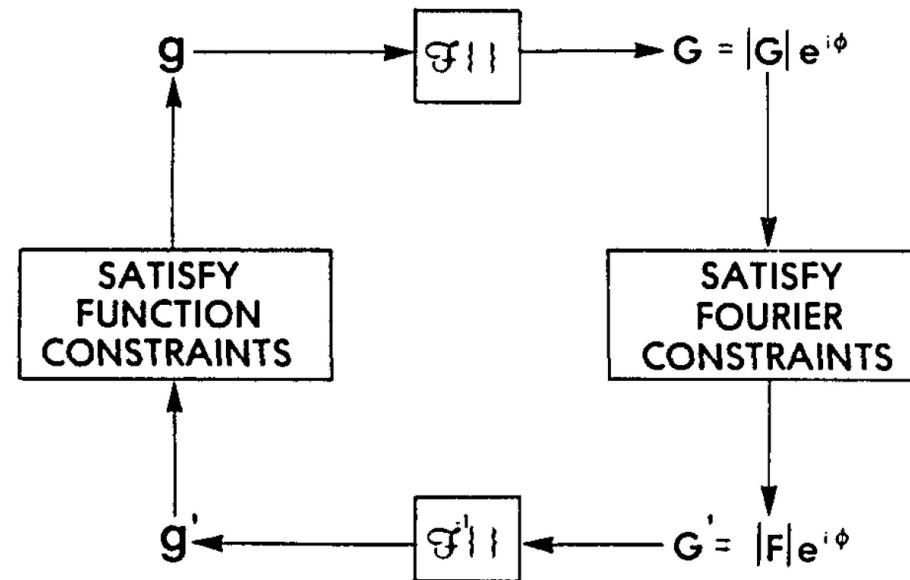 g
ℱ{ }
G = |G| e^{iϕ}
SATISFY
FUNCTION
CONSTRAINTS
SATISFY
FOURIER
CONSTRAINTS
g'
ℱ^{-1}{ }
G' = |F| e^{iϕ}